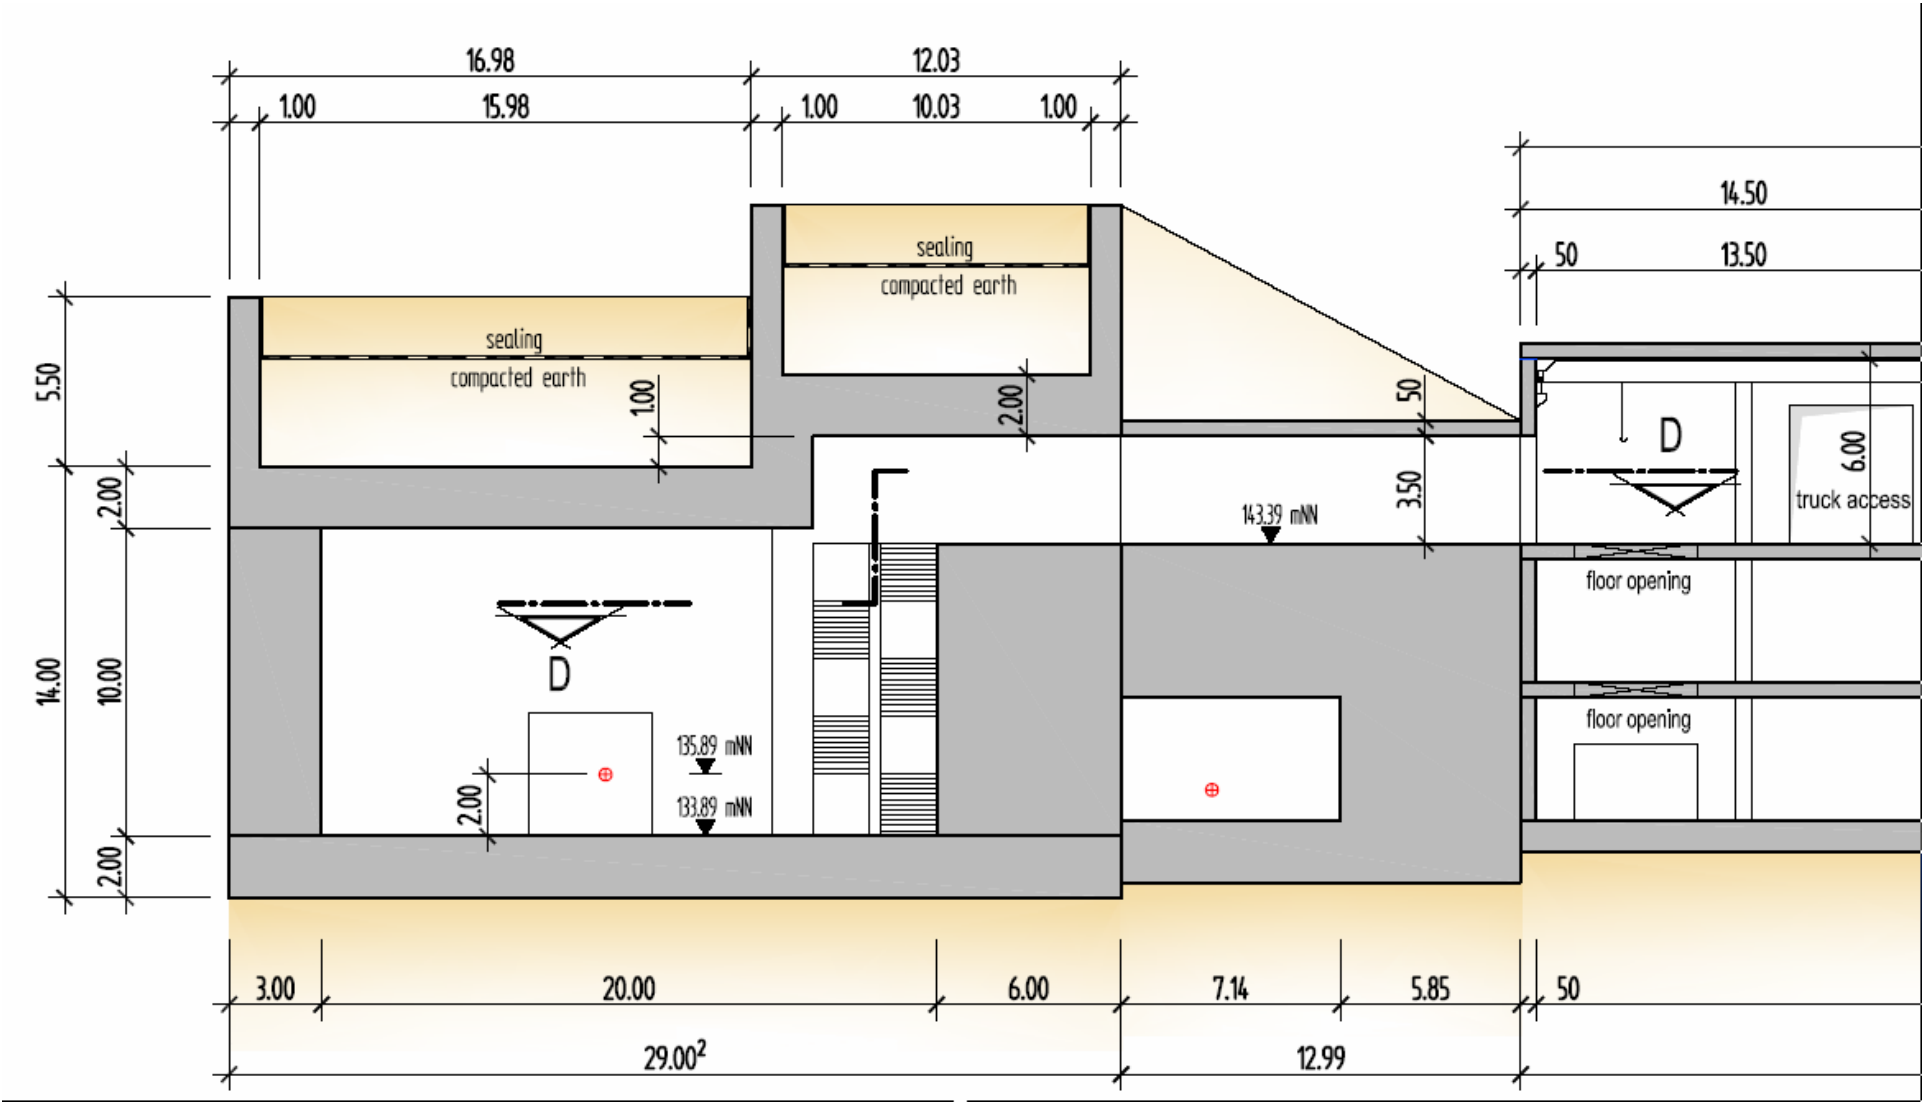 16.98
12.03
1.00
15.98
1.00
10.03
1.00
14.50
50
13.50
sealing
compacted earth
sealing
compacted earth
5.50
1.00
2.00
50
D
6.00
truck access
2.00
3.50
143.39 mNN
floor opening
D
14.00
10.00
floor opening
135.89 mNN
2.00
133.89 mNN
2.00
3.00
20.00
6.00
7.14
5.85
50
29.00²
12.99